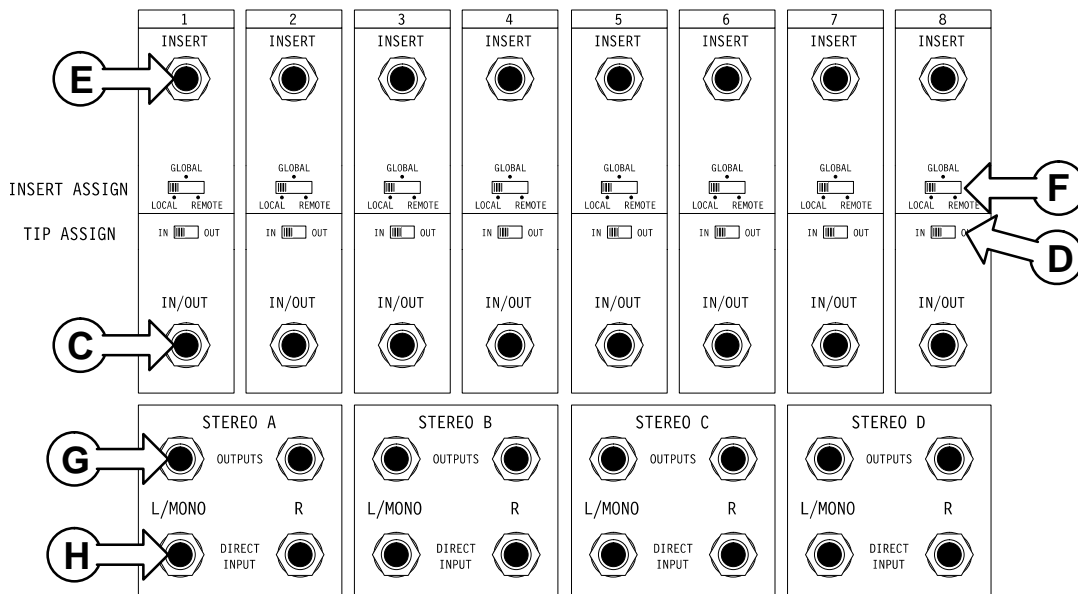 1 2 3 4 5 6 7 8
INSERT INSERT INSERT INSERT INSERT INSERT INSERT INSERT
E
GLOBAL GLOBAL GLOBAL GLOBAL GLOBAL GLOBAL GLOBAL GLOBAL
INSERT ASSIGN
F
LOCAL REMOTE LOCAL REMOTE LOCAL REMOTE LOCAL REMOTE LOCAL REMOTE LOCAL REMOTE LOCAL REMOTE LOCAL REMOTE
TIP ASSIGN
IN OUT IN OUT IN OUT IN OUT IN OUT IN OUT IN OUT IN
D
IN/OUT IN/OUT IN/OUT IN/OUT IN/OUT IN/OUT IN/OUT IN/OUT
C
STEREO A STEREO B STEREO C STEREO D
G
OUTPUTS OUTPUTS OUTPUTS OUTPUTS
L/MONO R L/MONO R L/MONO R L/MONO R
H
DIRECT DIRECT DIRECT DIRECT
INPUT INPUT INPUT INPUT